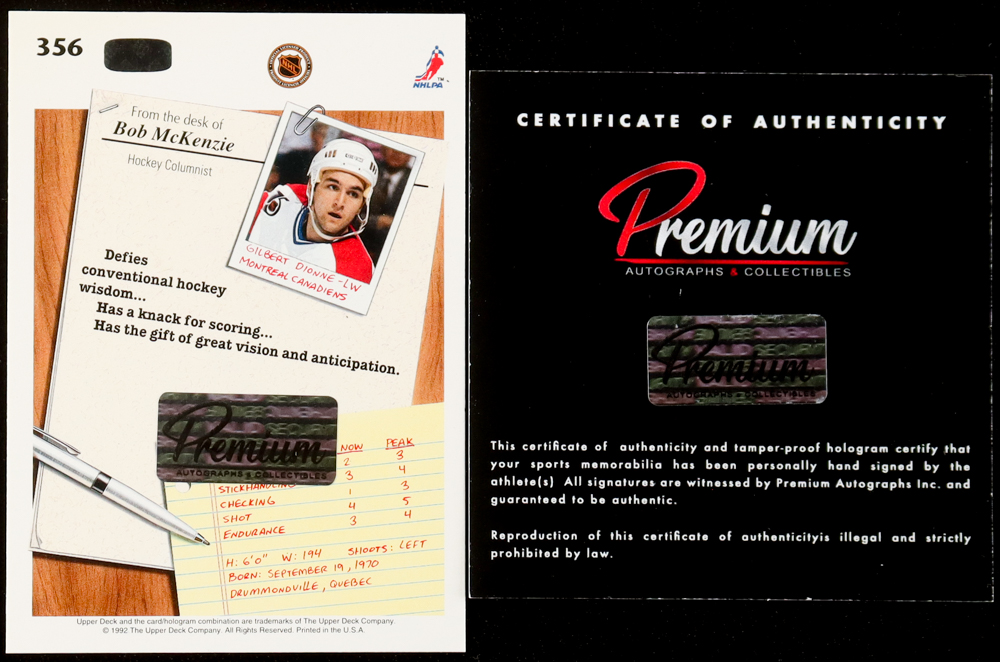 356
NHL
NHLPA
TM
From the desk of
Bob McKenzie
Hockey Columnist
GILBERT DIONNE - LW
MONTREAL CANADIENS
Defies
conventional hockey
wisdom...
Has a knack for scoring...
Has the gift of great vision and anticipation.
Premium
AUTOGRAPHS & COLLECTIBLES
NOW PEAK
2 3
3 4
STICKHANDLING 1 3
CHECKING 4 5
SHOT 3 4
ENDURANCE
H: 6'0" W: 194 SHOOTS: LEFT
BORN: SEPTEMBER 19, 1970
DRUMMONDVILLE, QUEBEC
Upper Deck and the card/hologram combination are trademarks of The Upper Deck Company.
© 1992 The Upper Deck Company. All Rights Reserved. Printed in the U.S.A.
CERTIFICATE OF AUTHENTICITY
Premium
AUTOGRAPHS & COLLECTIBLES
Premium
AUTOGRAPHS & COLLECTIBLES
This certificate of authenticity and tamper-proof hologram certify that
your sports memorabilia has been personally hand signed by the
athlete(s) All signatures are witnessed by Premium Autographs Inc. and
guaranteed to be authentic.
Reproduction of this certificate of authenticityis illegal and strictly
prohibited by law.